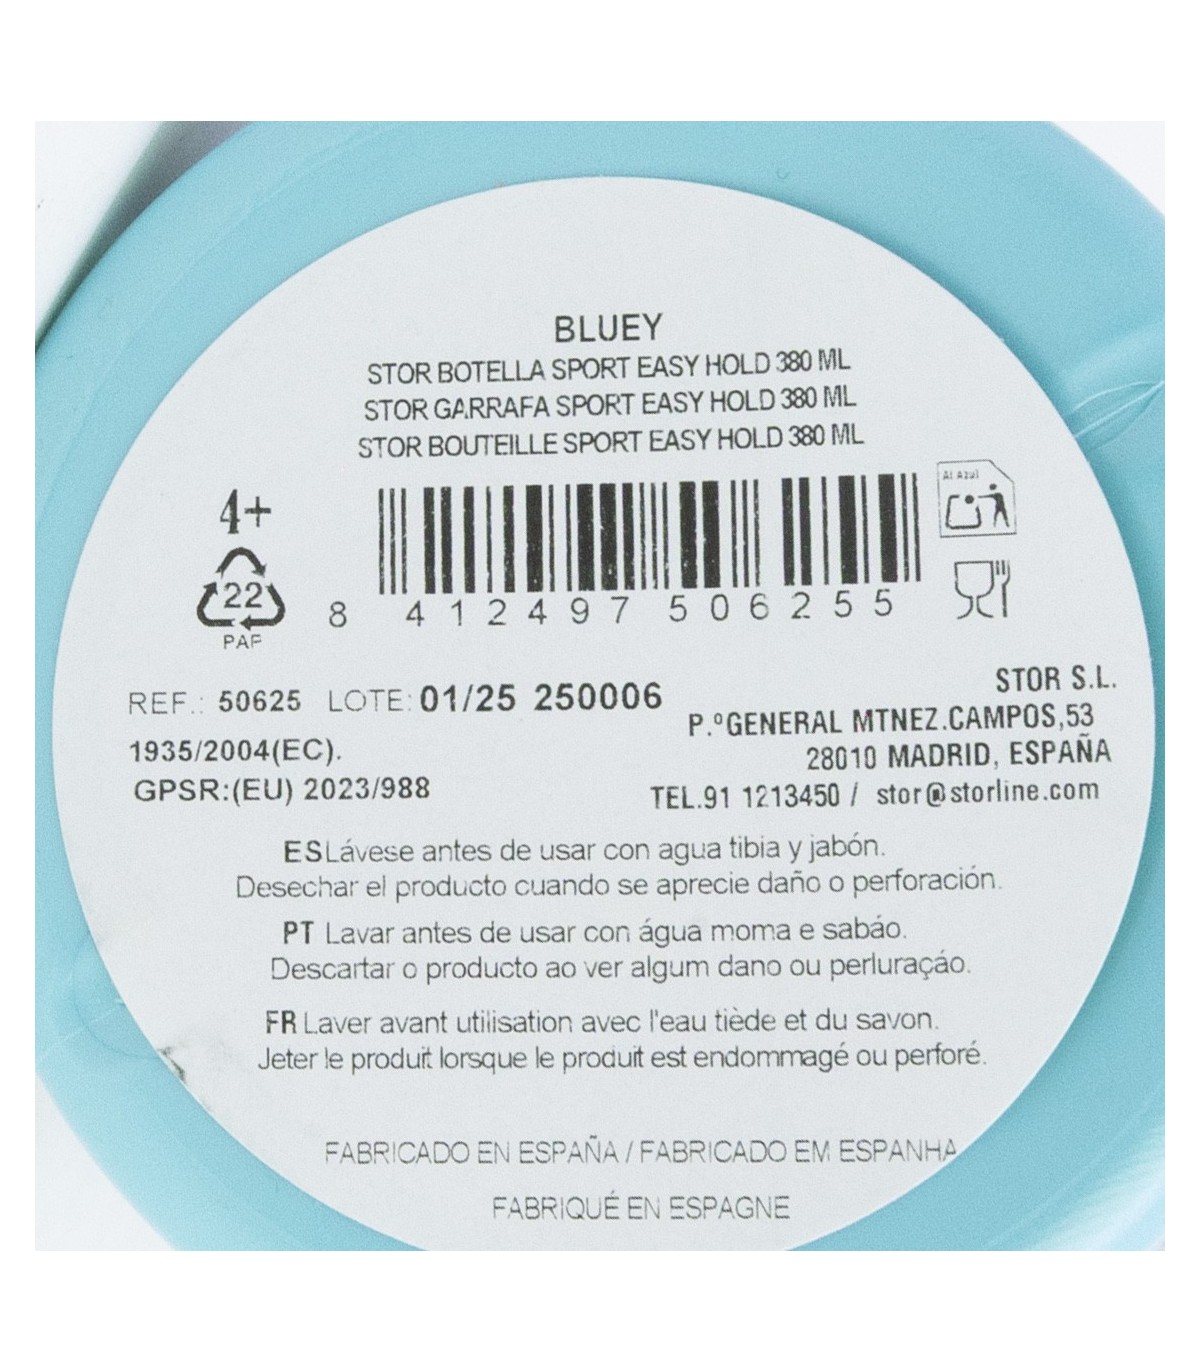 BLUEY
STOR BOTELLA SPORT EASY HOLD 380 ML
STOR GARRAFA SPORT EASY HOLD 380 ML
STOR BOUTEILLE SPORT EASY HOLD 380 ML
4+
Al Azul
22
PAP
8 412497 506255
REF.: 50625 LOTE: 01/25 250006
1935/2004(EC).
GPSR:(EU) 2023/988
STOR S.L.
P.ºGENERAL MTNEZ.CAMPOS,53
28010 MADRID, ESPAÑA
TEL.91 1213450 / stor@storline.com
ES Lávese antes de usar con agua tibia y jabón.
Desechar el producto cuando se aprecie daño o perforación.
PT Lavar antes de usar con água moma e sabáo.
Descartar o producto ao ver algum dano ou perluraçáo.
FR Laver avant utilisation avec l'eau tiède et du savon.
Jeter le produit lorsque le produit est endommagé ou perforé.
FABRICADO EN ESPAÑA / FABRICADO EM ESPANHA
FABRIQUÉ EN ESPAGNE